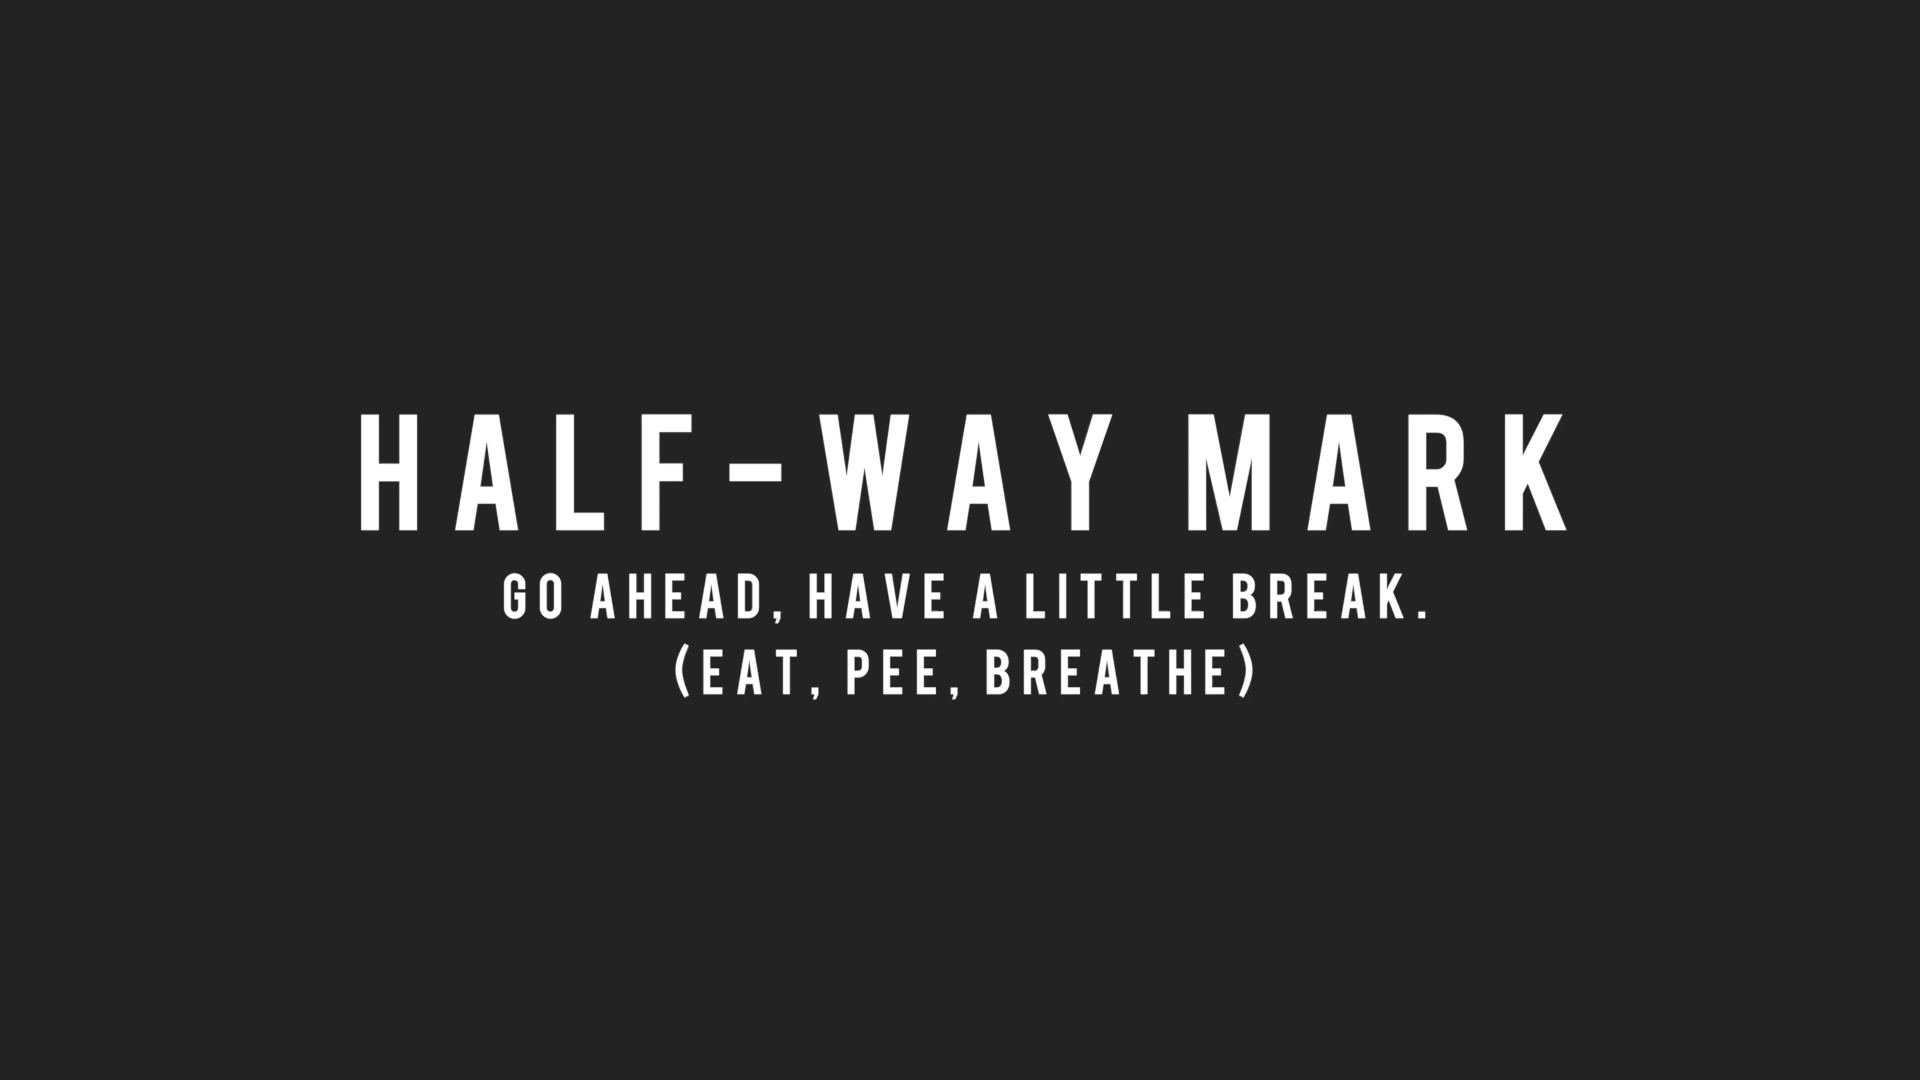 HALF-WAY MARK
GO AHEAD, HAVE A LITTLE BREAK.
(EAT, PEE, BREATHE)